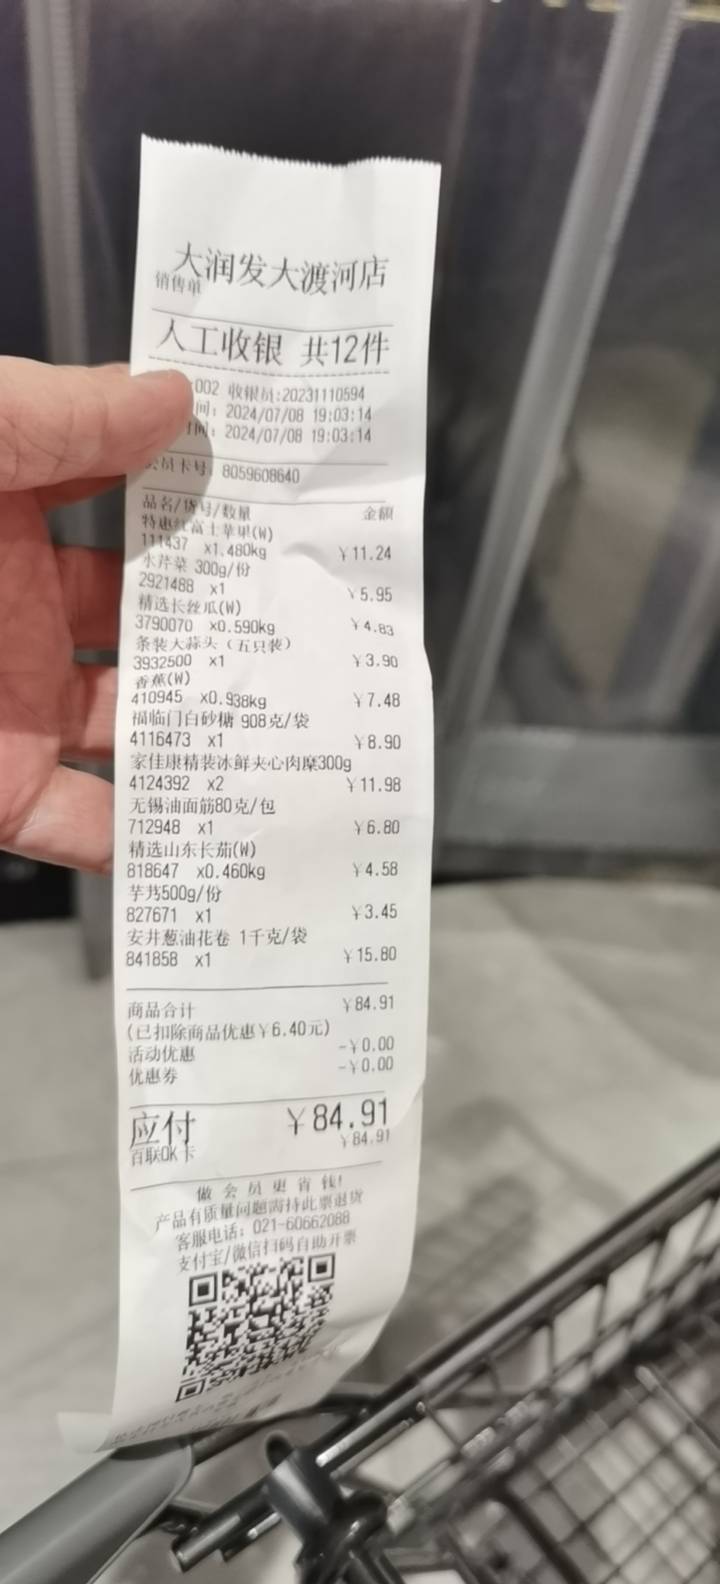 大润发大渡河店
销售单
人工收银 共12件
:002 收银员:20231110594
间: 2024/07/08 19:03:14
时间: 2024/07/08 19:03:14
会员卡号: 8059608640
品名/货号/数量 金额
特惠红富士苹果(W)
111437 x1.480kg ￥11.24
水芹菜 300g/份
2921488 x1 ￥5.95
精选长丝瓜(W)
3790070 x0.590kg ￥4.83
条装大蒜头（五只装）
3932500 x1 ￥3.90
香蕉(W)
410945 x0.938kg ￥7.48
福临门白砂糖 908克/袋
4116473 x1 ￥8.90
家佳康精装冰鲜夹心肉糜300g
4124392 x2 ￥11.98
无锡油面筋80克/包
712948 x1 ￥6.80
精选山东长茄(W)
818647 x0.460kg ￥4.58
芋艿500g/份
827671 x1 ￥3.45
安井葱油花卷 1千克/袋
841858 x1 ￥15.80
商品合计 ￥84.91
(已扣除商品优惠￥6.40元)
活动优惠 -￥0.00
优惠券 -￥0.00
应付 ￥84.91
百联OK卡 ￥84.91
做会员更省钱!
产品有质量问题需持此票退货
客服电话: 021-60662088
支付宝/微信扫码自助开票